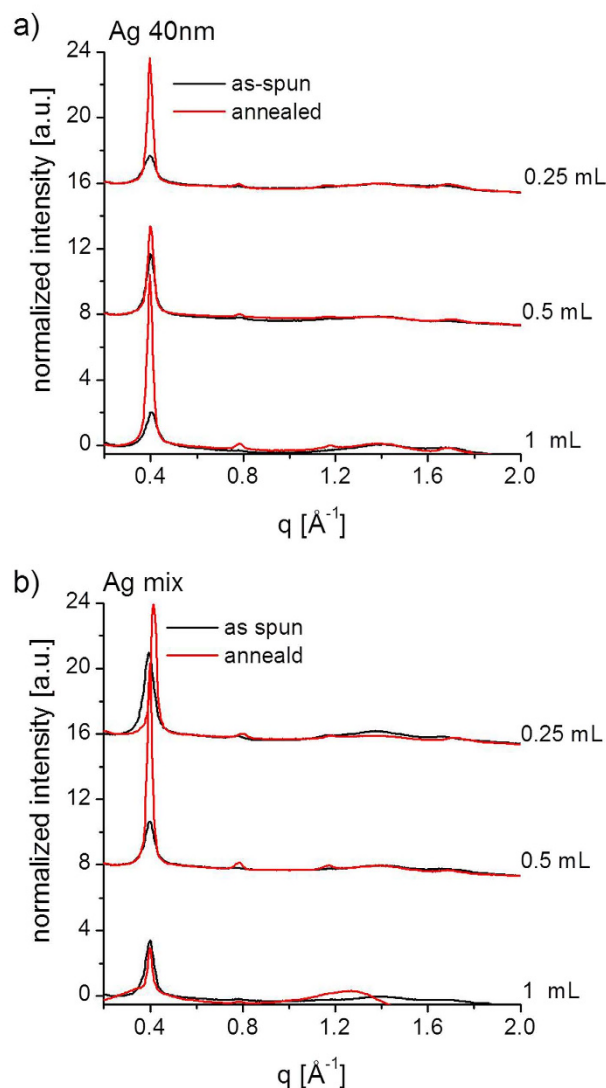 a)
Ag 40nm
24
20
16
12
8
4
0
as-spun
annealed
0.25 mL
0.5 mL
1 mL
normalized intensity [a.u.]
0.4 0.8 1.2 1.6 2.0
q [Å⁻¹]
b)
Ag mix
24
20
16
12
8
4
0
as spun
anneald
0.25 mL
0.5 mL
1 mL
normalized intensity [a.u.]
0.4 0.8 1.2 1.6 2.0
q [Å⁻¹]